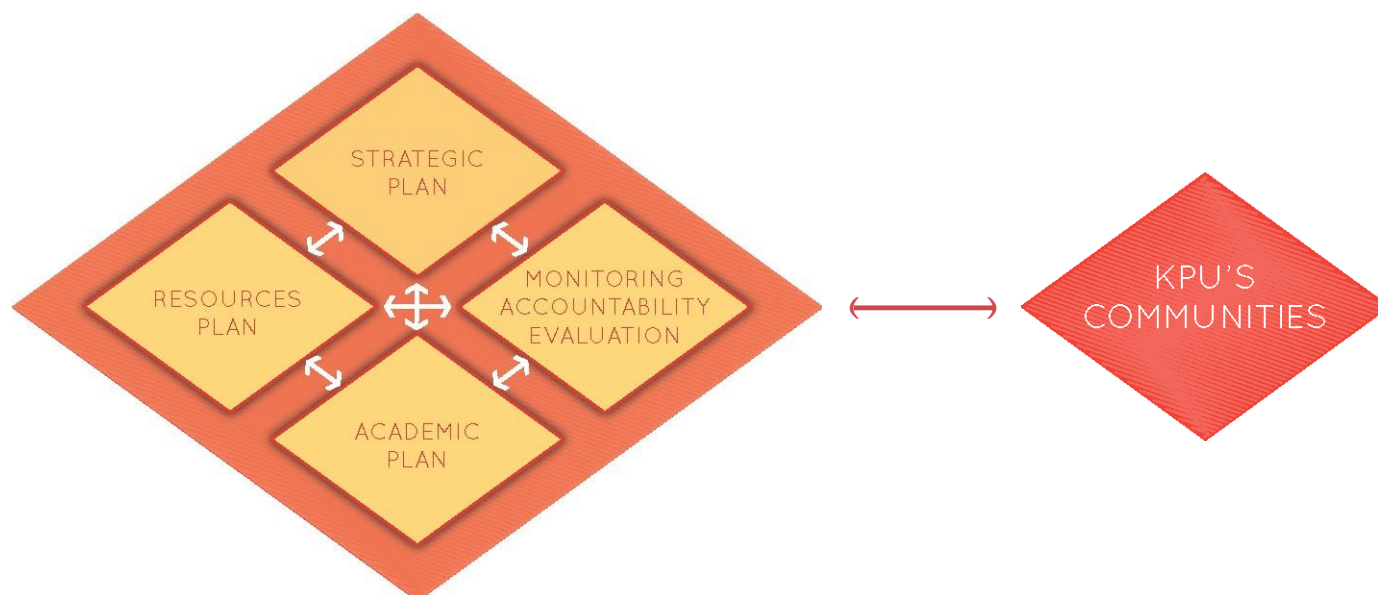 STRATEGIC
PLAN
RESOURCES
PLAN
MONITORING
ACCOUNTABILITY
EVALUATION
ACADEMIC
PLAN
KPU'S
COMMUNITIES